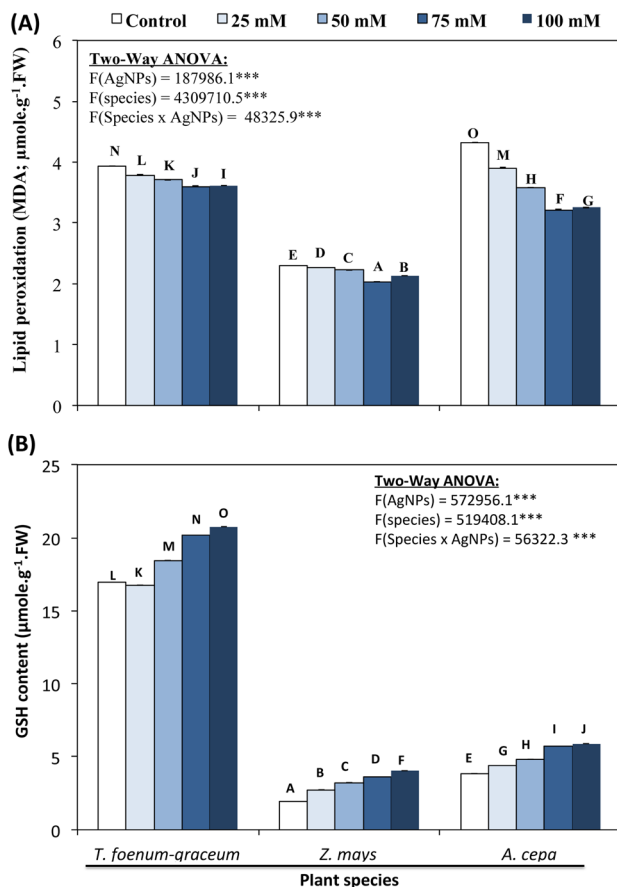 Control 25 mM 50 mM 75 mM 100 mM
(A)
Two-Way ANOVA:
F(AgNPs) = 187986.1***
F(species) = 4309710.5***
F(Species x AgNPs) = 48325.9***
Lipid peroxidation (MDA; µmole.g⁻¹.FW)
6
5
4
3
2
1
0
N L K J I
E D C A B
O M H F G
(B)
Two-Way ANOVA:
F(AgNPs) = 572956.1***
F(species) = 519408.1***
F(Species x AgNPs) = 56322.3 ***
GSH content (µmole.g⁻¹.FW)
25
20
15
10
5
0
L K M N O
A B C D F
E G H I J
T. foenum-graceum Z. mays A. cepa
Plant species